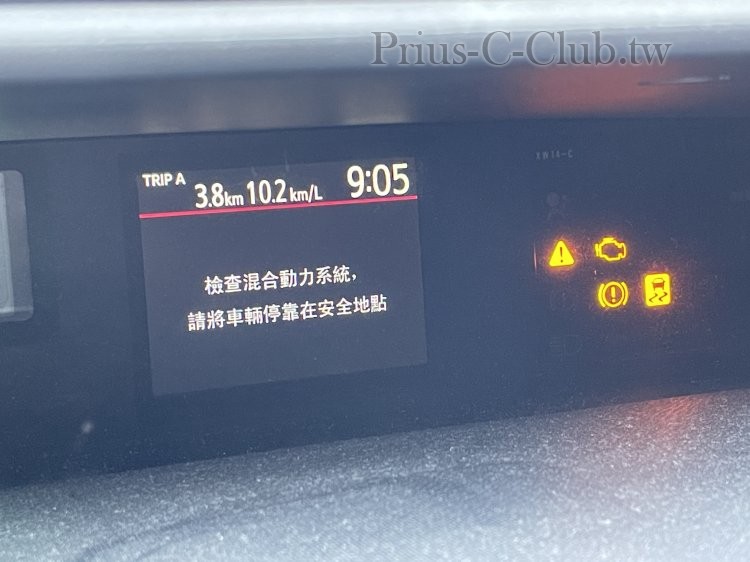 Prius-C-Club.tw
TRIP A 3.8km 10.2km/L 9:05
檢查混合動力系統,
請將車輛停靠在安全地點